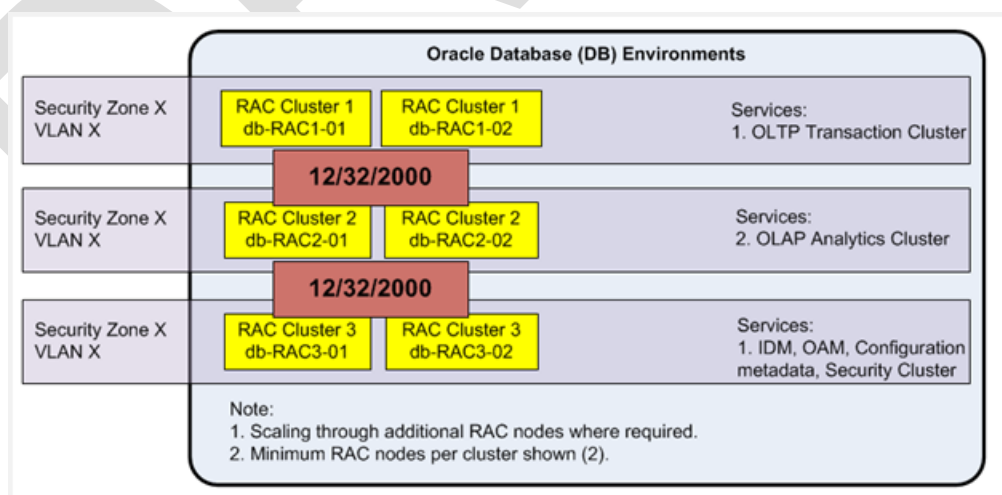 Oracle Database (DB) Environments
Security Zone X
VLAN X
RAC Cluster 1
db-RAC1-01
RAC Cluster 1
db-RAC1-02
Services:
1. OLTP Transaction Cluster
12/32/2000
Security Zone X
VLAN X
RAC Cluster 2
db-RAC2-01
RAC Cluster 2
db-RAC2-02
Services:
2. OLAP Analytics Cluster
12/32/2000
Security Zone X
VLAN X
RAC Cluster 3
db-RAC3-01
RAC Cluster 3
db-RAC3-02
Services:
1. IDM, OAM, Configuration
metadata, Security Cluster
Note:
1. Scaling through additional RAC nodes where required.
2. Minimum RAC nodes per cluster shown (2).